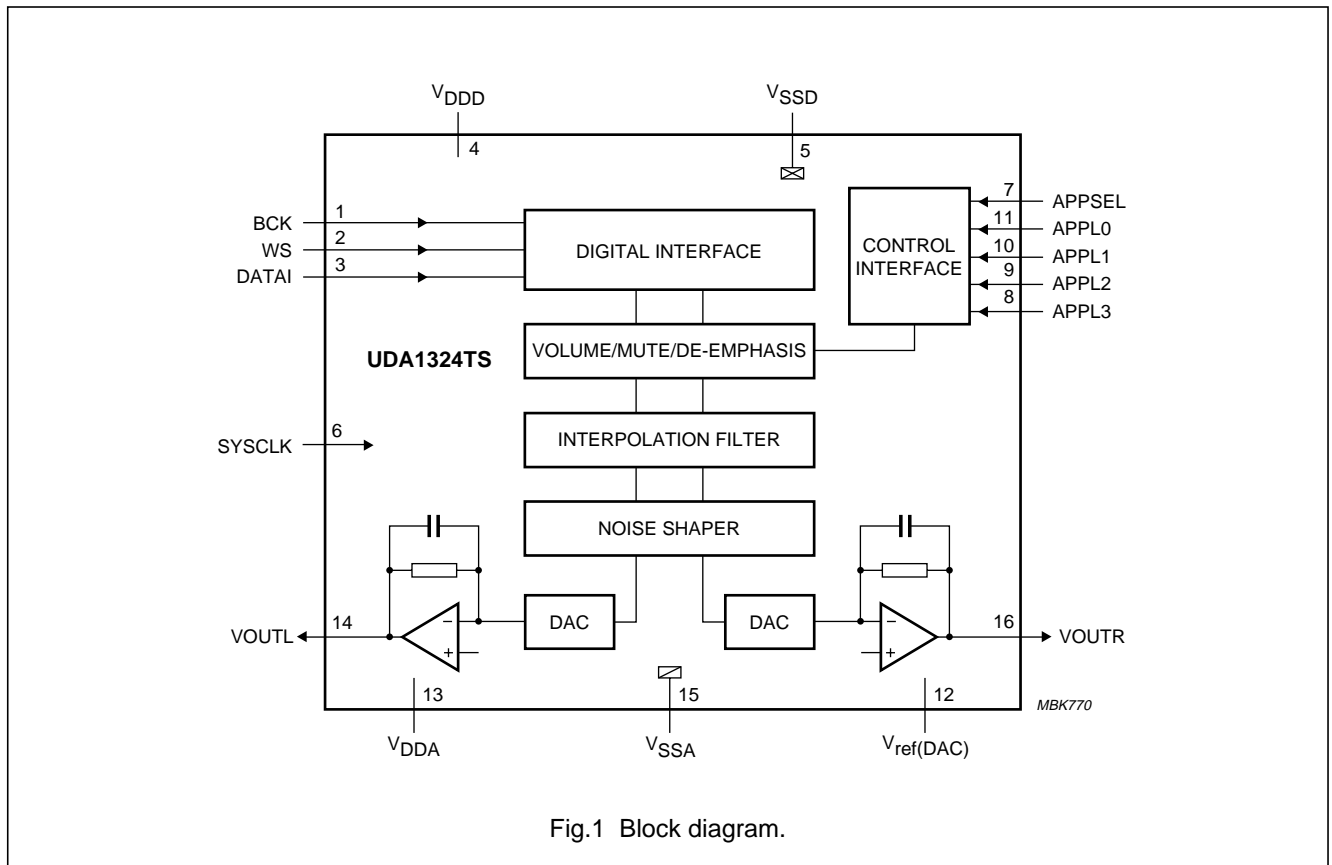 VDDD
VSSD
4
5
BCK
1
WS
2
DATAI
3
DIGITAL INTERFACE
CONTROL
INTERFACE
7
APPSEL
11
APPL0
10
APPL1
9
APPL2
8
APPL3
UDA1324TS
VOLUME/MUTE/DE-EMPHASIS
SYSCLK
6
INTERPOLATION FILTER
NOISE SHAPER
VOUTL
14
−
+
DAC
DAC
−
+
16
VOUTR
13
15
12
MBK770
VDDA
VSSA
Vref(DAC)
Fig.1 Block diagram.